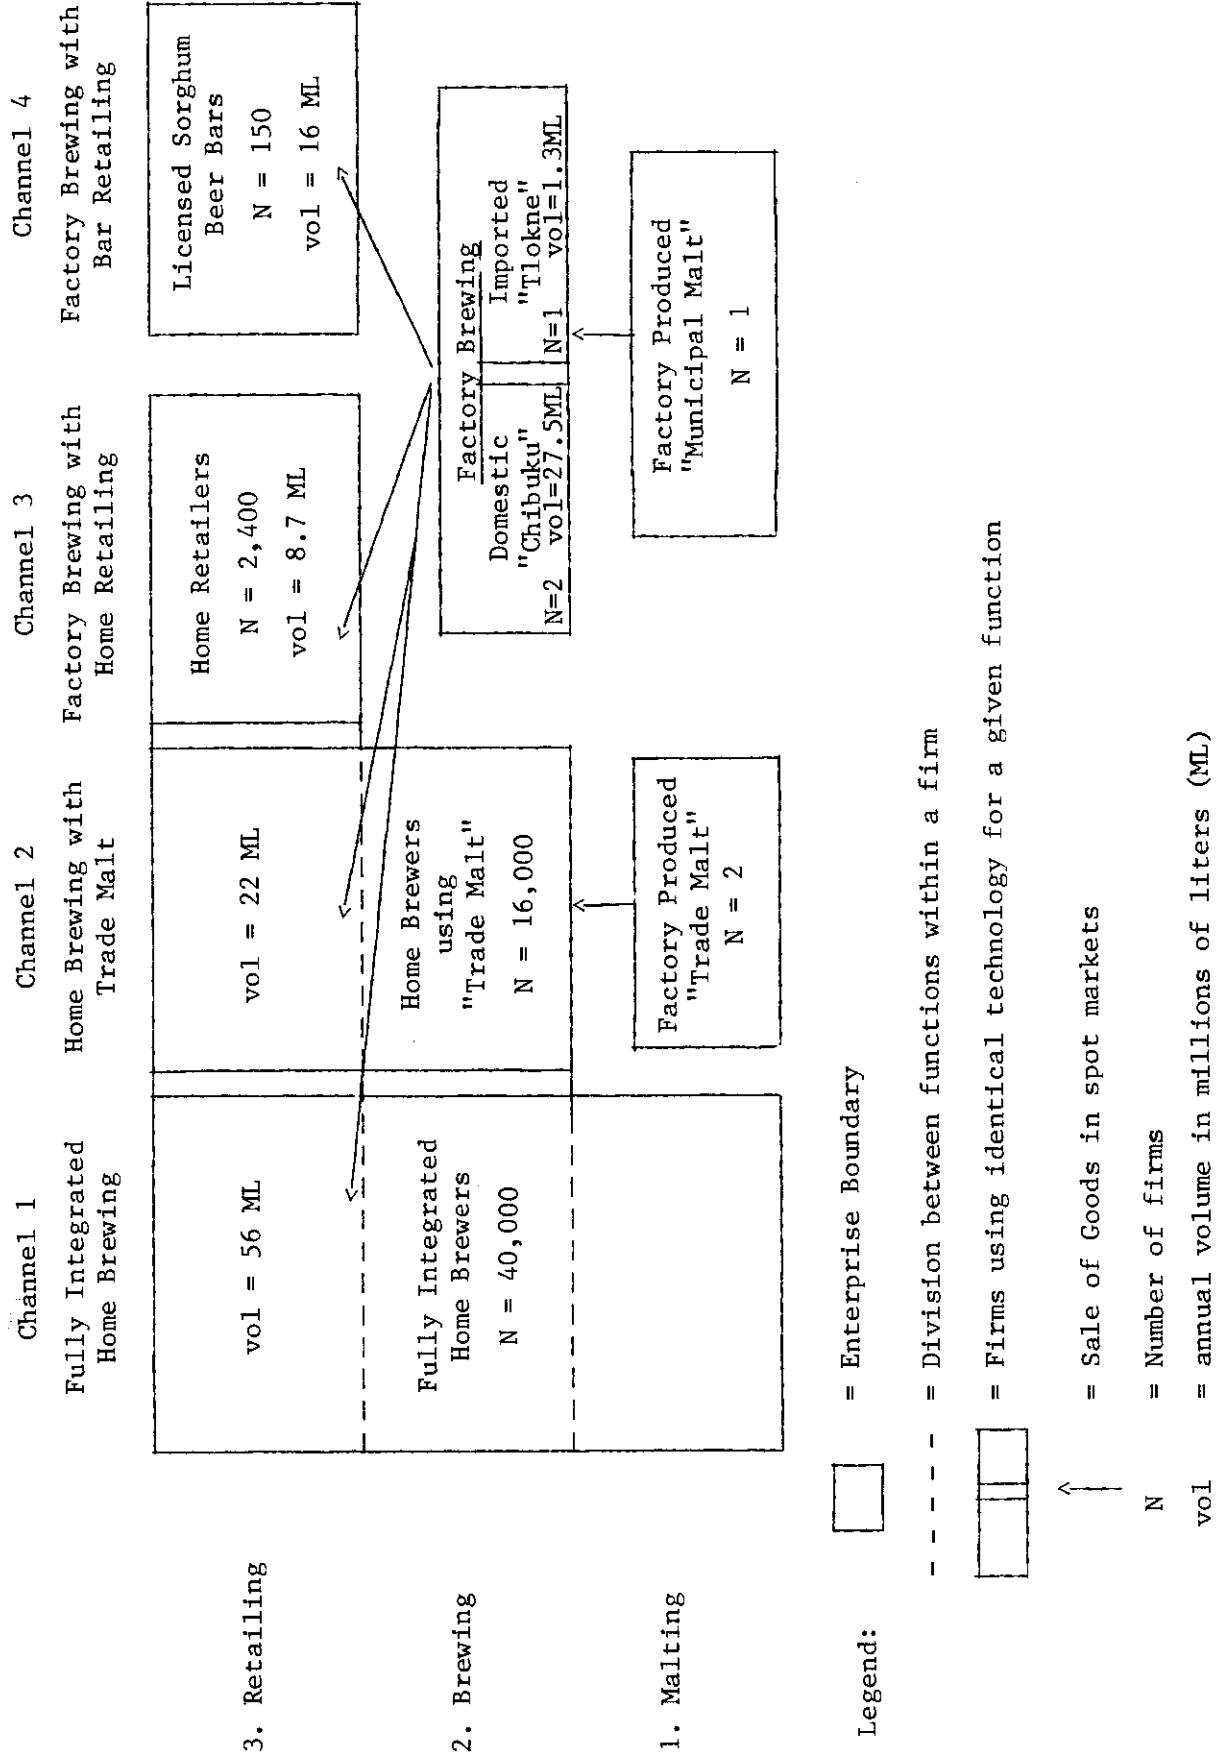 Channel 1
Fully Integrated
Home Brewing
Channel 2
Home Brewing with
Trade Malt
Channel 3
Factory Brewing with
Home Retailing
Channel 4
Factory Brewing with
Bar Retailing
3. Retailing
vol = 56 ML
vol = 22 ML
Home Retailers
N = 2,400
vol = 8.7 ML
Licensed Sorghum
Beer Bars
N = 150
vol = 16 ML
2. Brewing
Fully Integrated
Home Brewers
N = 40,000
Home Brewers
using
"Trade Malt"
N = 16,000
Factory Brewing
Domestic
"Chibuku"
N=2 vol=27.5ML
Imported
"Tlokne"
N=1 vol=1.3ML
1. Malting
Factory Produced
"Trade Malt"
N = 2
Factory Produced
"Municipal Malt"
N = 1
Legend:
= Enterprise Boundary
= Division between functions within a firm
= Firms using identical technology for a given function
= Sale of Goods in spot markets
N = Number of firms
vol = annual volume in millions of liters (ML)